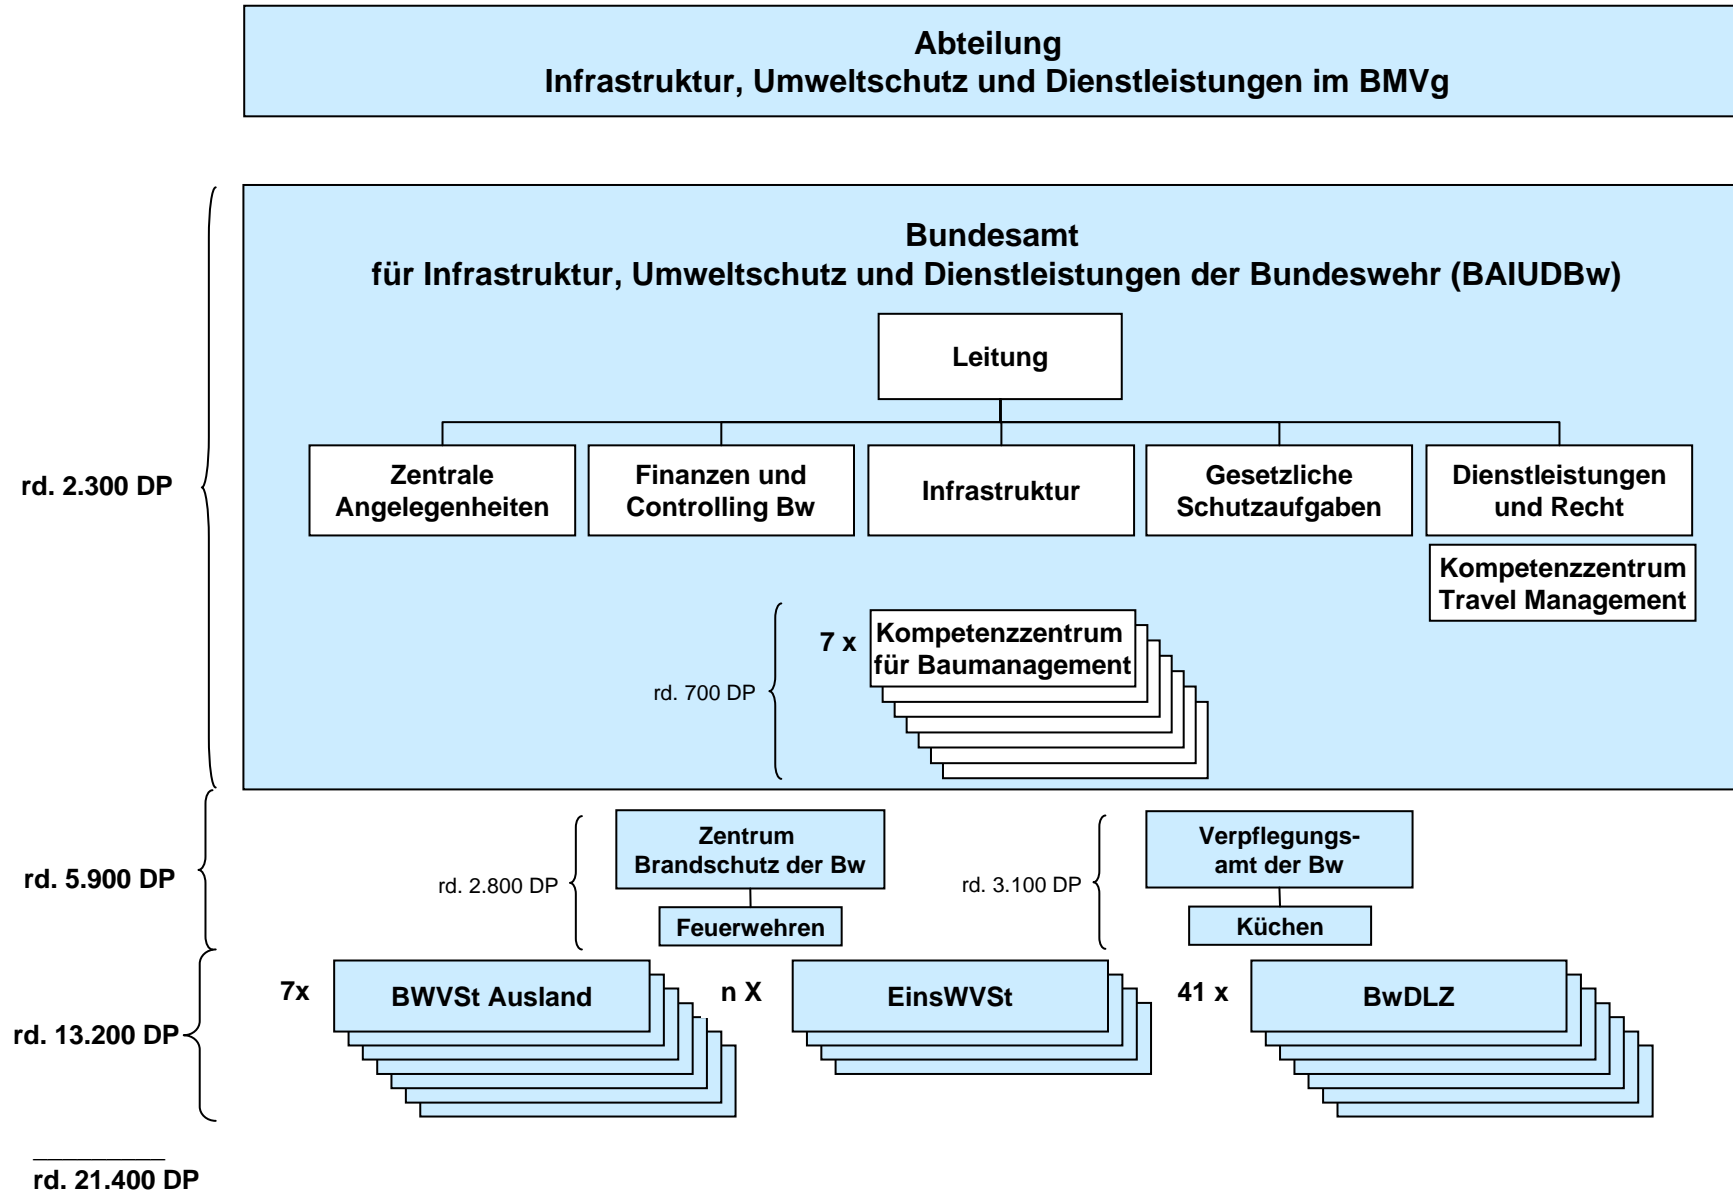 Abteilung
Infrastruktur, Umweltschutz und Dienstleistungen im BMVg
Bundesamt
für Infrastruktur, Umweltschutz und Dienstleistungen der Bundeswehr (BAIUDBw)
Leitung
Zentrale
Angelegenheiten
Finanzen und
Controlling Bw
Infrastruktur
Gesetzliche
Schutzaufgaben
Dienstleistungen
und Recht
rd. 2.300 DP
Kompetenzzentrum
Travel Management
7 x
Kompetenzzentrum
für Baumanagement
rd. 700 DP
rd. 5.900 DP
rd. 2.800 DP
Zentrum
Brandschutz der Bw
Feuerwehren
rd. 3.100 DP
Verpflegungs-
amt der Bw
Küchen
rd. 13.200 DP
7x
BWVSt Ausland
n X
EinsWVSt
41 x
BwDLZ
rd. 21.400 DP